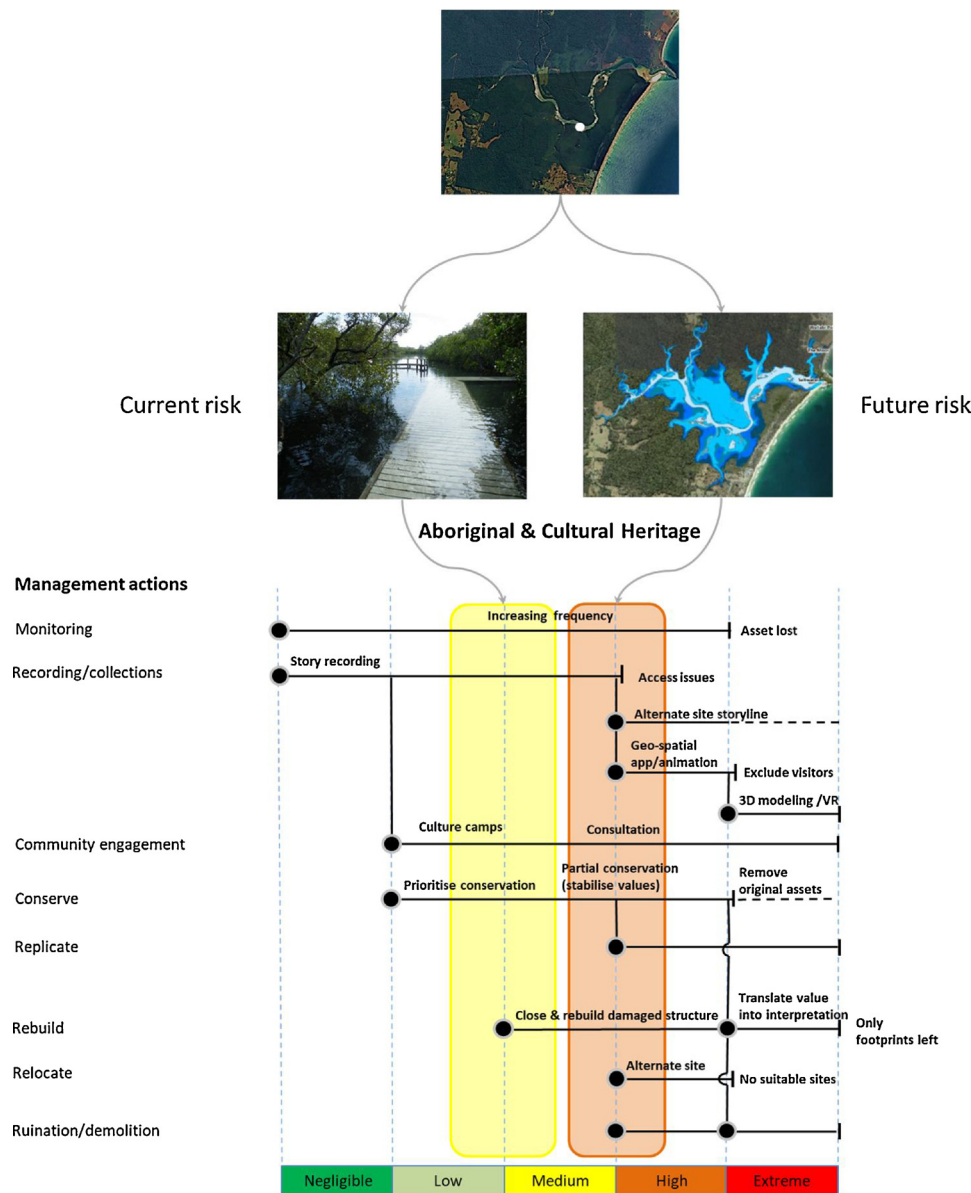 Current risk
Future risk
Aboriginal & Cultural Heritage
Management actions
Increasing frequency
Monitoring
Asset lost
Recording/collections
Story recording
Access issues
Alternate site storyline
Geo-spatial
app/animation
Exclude visitors
3D modeling /VR
Community engagement
Culture camps
Consultation
Conserve
Prioritise conservation
Partial conservation
(stabilise values)
Remove
original assets
Replicate
Rebuild
Close & rebuild damaged structure
Translate value
into interpretation
Only
footprints left
Relocate
Alternate site
No suitable sites
Ruination/demolition
Negligible
Low
Medium
High
Extreme